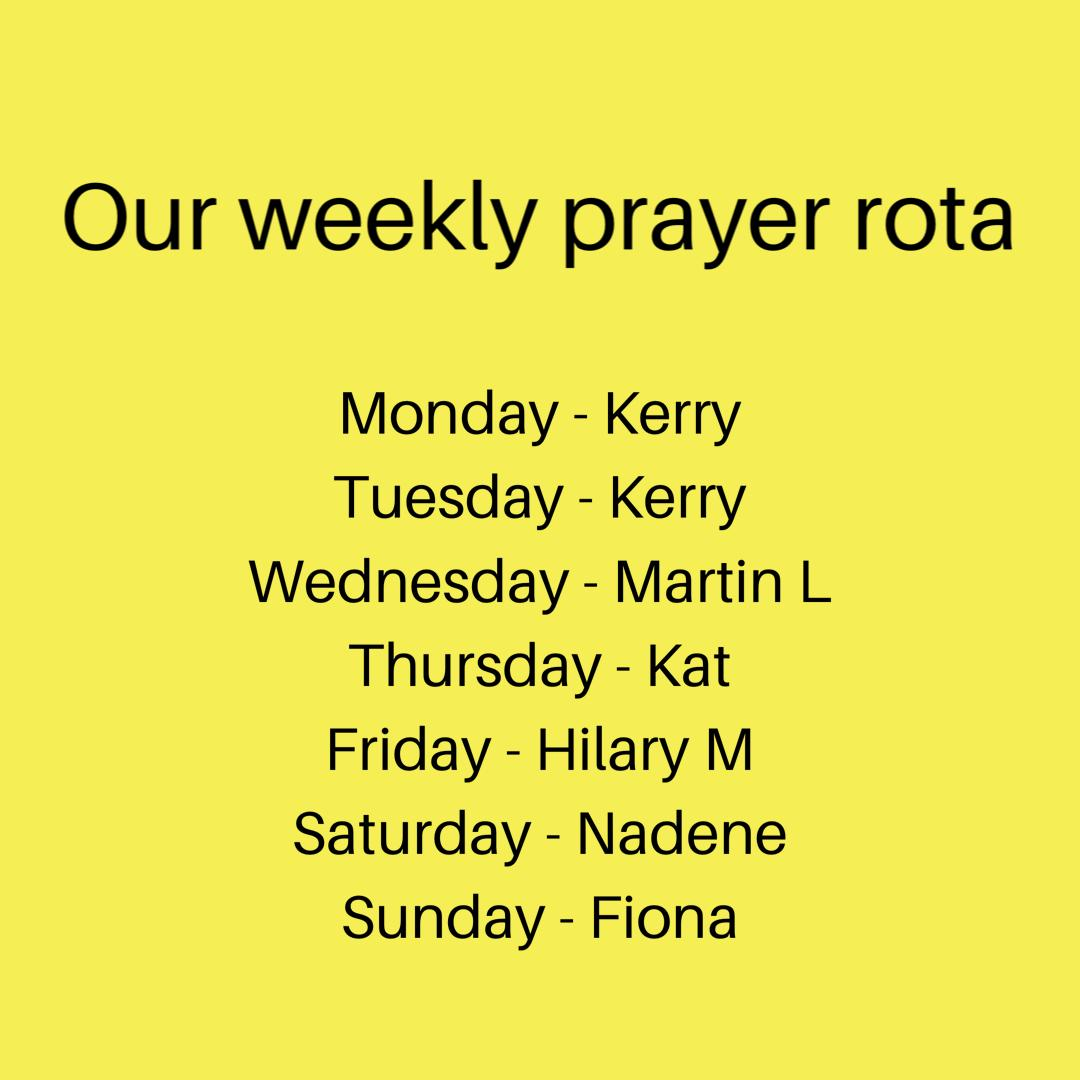 Our weekly prayer rota
Monday - Kerry
Tuesday - Kerry
Wednesday - Martin L
Thursday - Kat
Friday - Hilary M
Saturday - Nadene
Sunday - Fiona